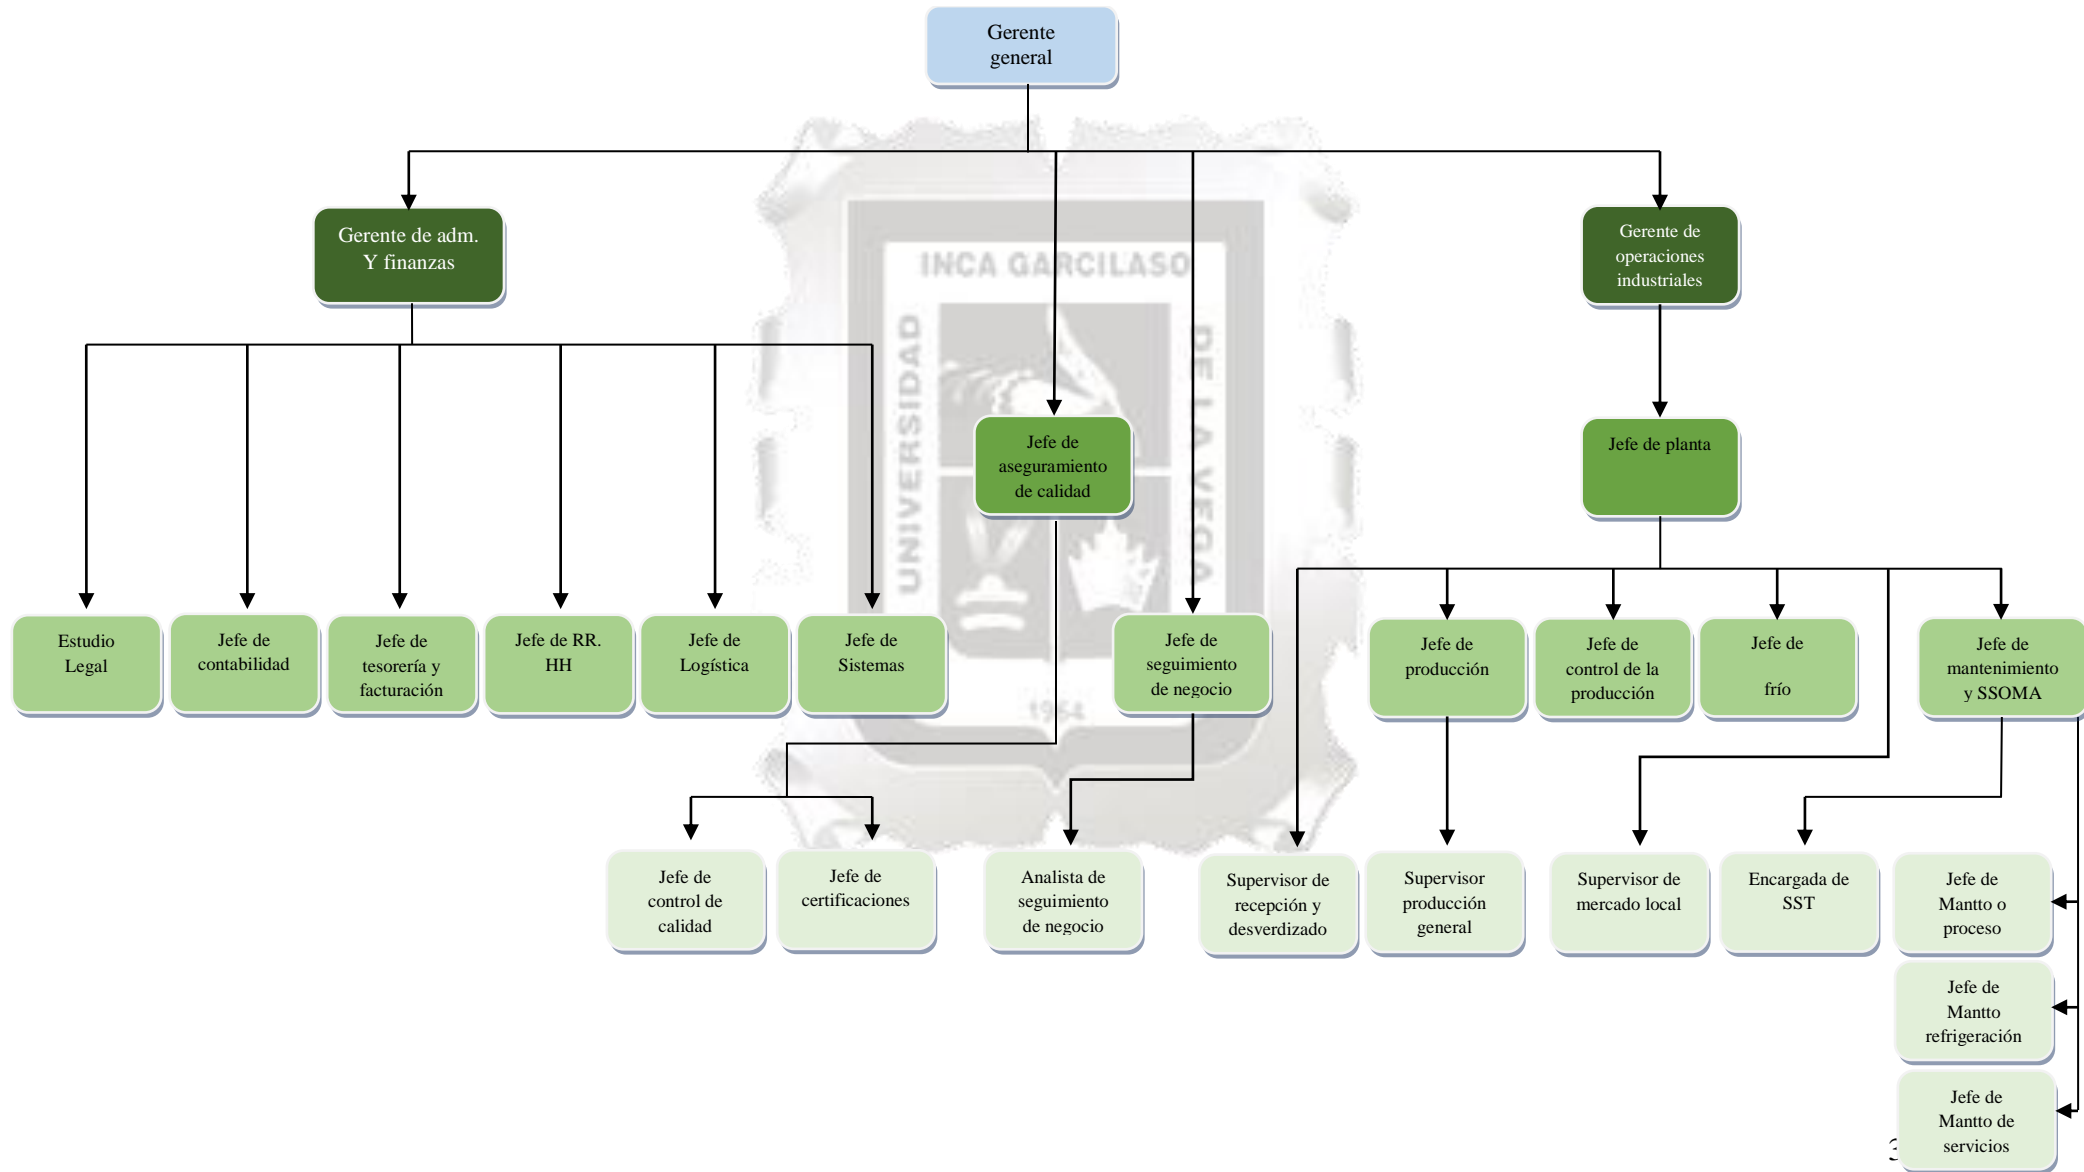 Gerente
general
Gerente de adm.
Y finanzas
Gerente de
operaciones
industriales
INCA GARCILASO
UNIVERSIDAD
DE LA VEGA
1964
Jefe de
aseguramiento
de calidad
Jefe de planta
Estudio
Legal
Jefe de
contabilidad
Jefe de
tesorería y
facturación
Jefe de RR.
HH
Jefe de
Logística
Jefe de
Sistemas
Jefe de
seguimiento
de negocio
Jefe de
producción
Jefe de
control de la
producción
Jefe de
frío
Jefe de
mantenimiento
y SSOMA
Jefe de
control de
calidad
Jefe de
certificaciones
Analista de
seguimiento
de negocio
Supervisor de
recepción y
desverdizado
Supervisor
producción
general
Supervisor de
mercado local
Encargada de
SST
Jefe de
Mantto o
proceso
Jefe de
Mantto
refrigeración
Jefe de
Mantto de
servicios